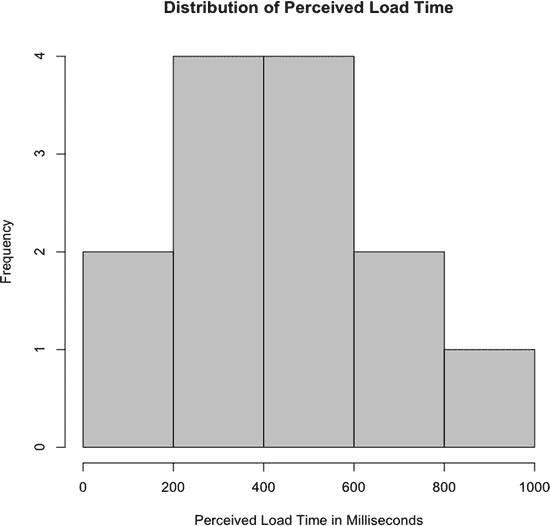 Distribution of Perceived Load Time
4
3
2
1
0
Frequency
0 200 400 600 800 1000
Perceived Load Time in Milliseconds